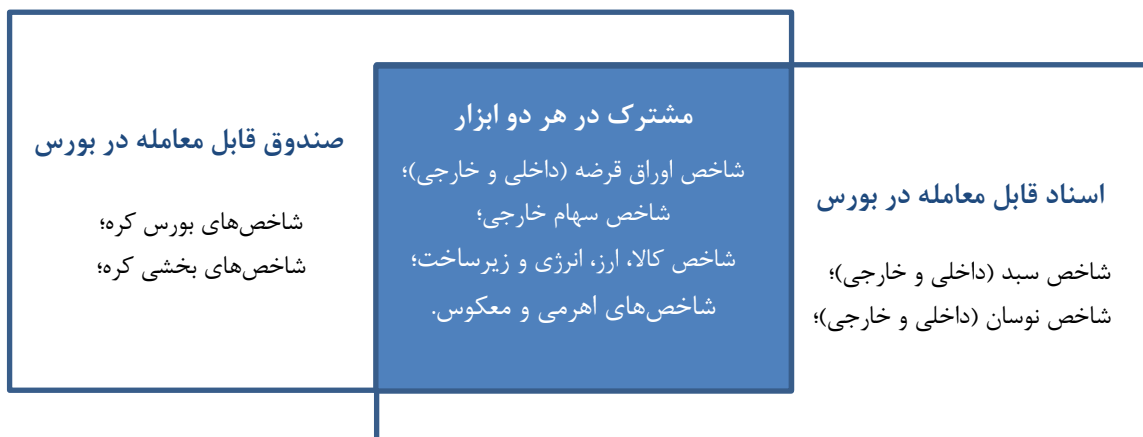 صندوق قابل معامله در بورس
شاخص‌های بورس کره؛
شاخص‌های بخشی کره؛
مشترک در هر دو ابزار
شاخص اوراق قرضه (داخلی و خارجی)؛
شاخص سهام خارجی؛
شاخص کالا، ارز، انرژی و زیرساخت؛
شاخص‌های اهرمی و معکوس.
اسناد قابل معامله در بورس
شاخص سبد (داخلی و خارجی)؛
شاخص نوسان (داخلی و خارجی)؛